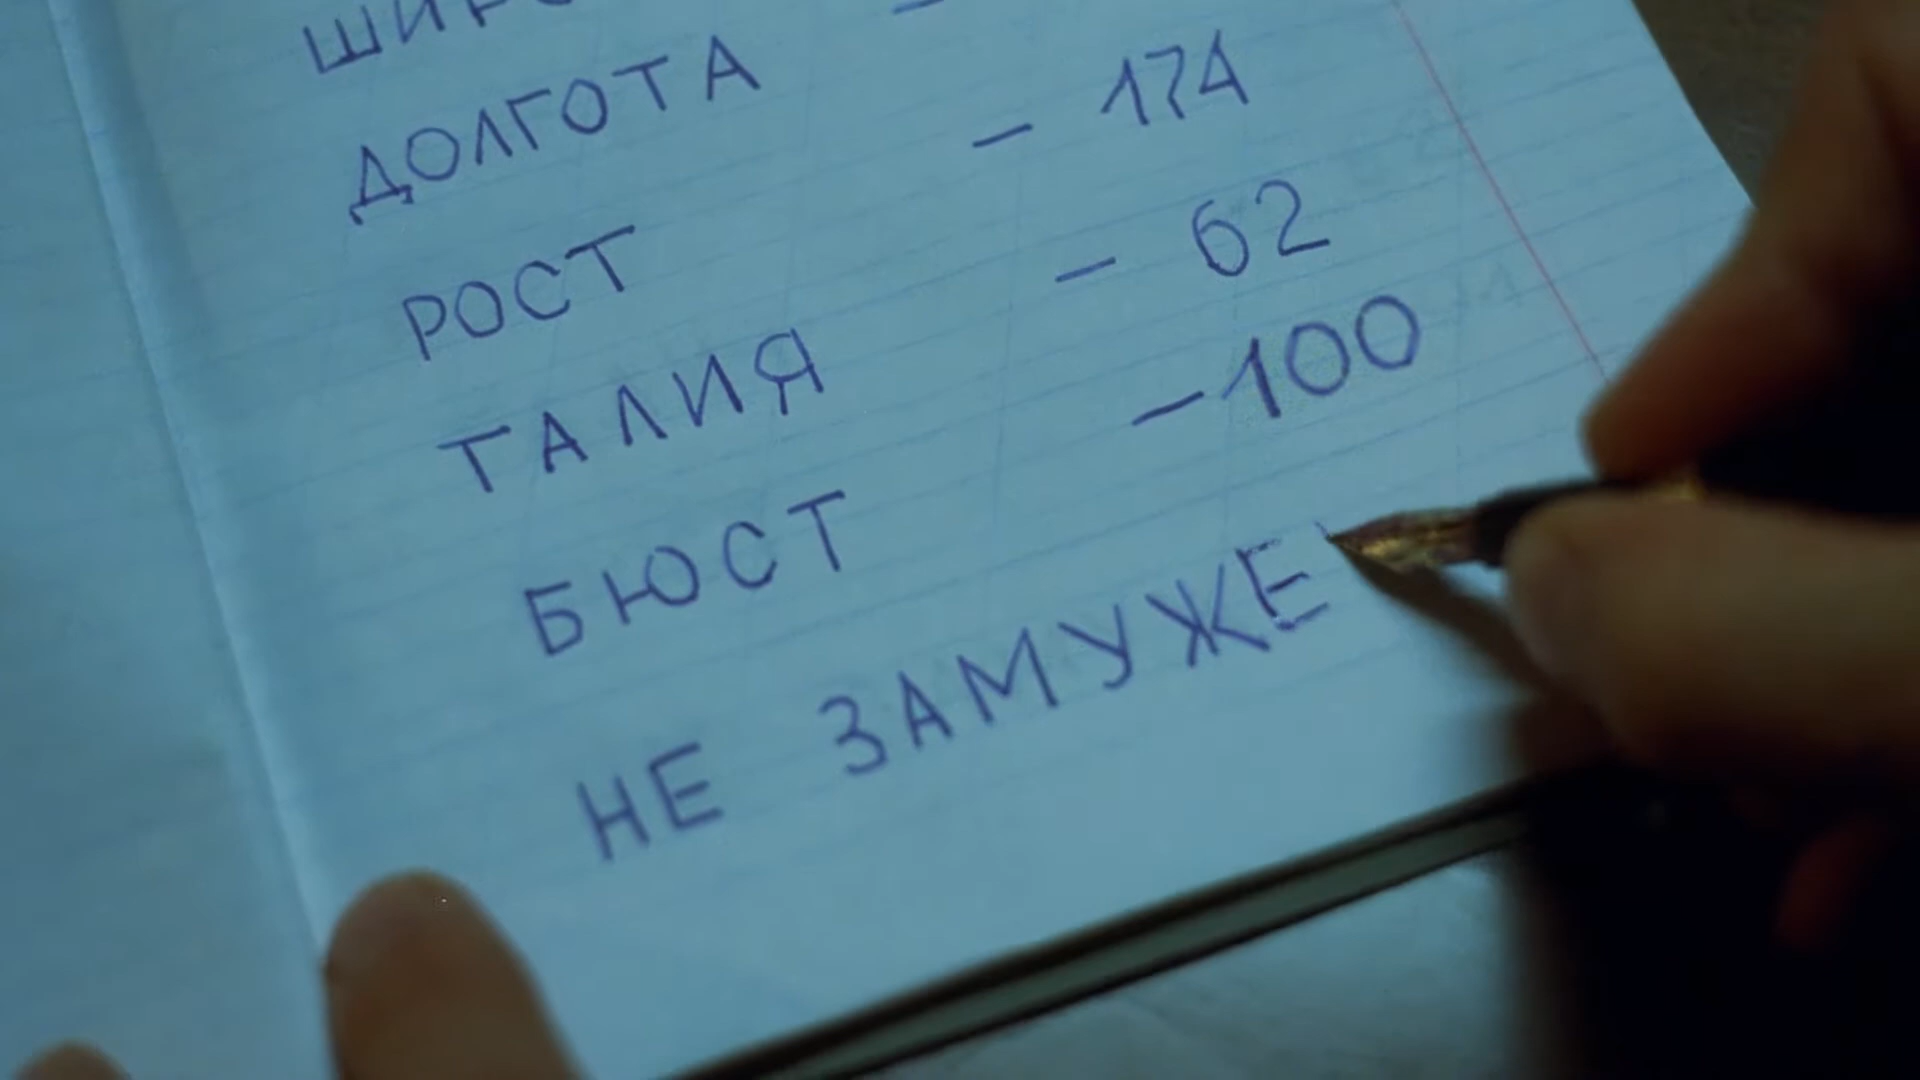 ДОЛГОТА –
РОСТ – 174
ТАЛИЯ – 62
БЮСТ – 100
НЕ ЗАМУЖЕ